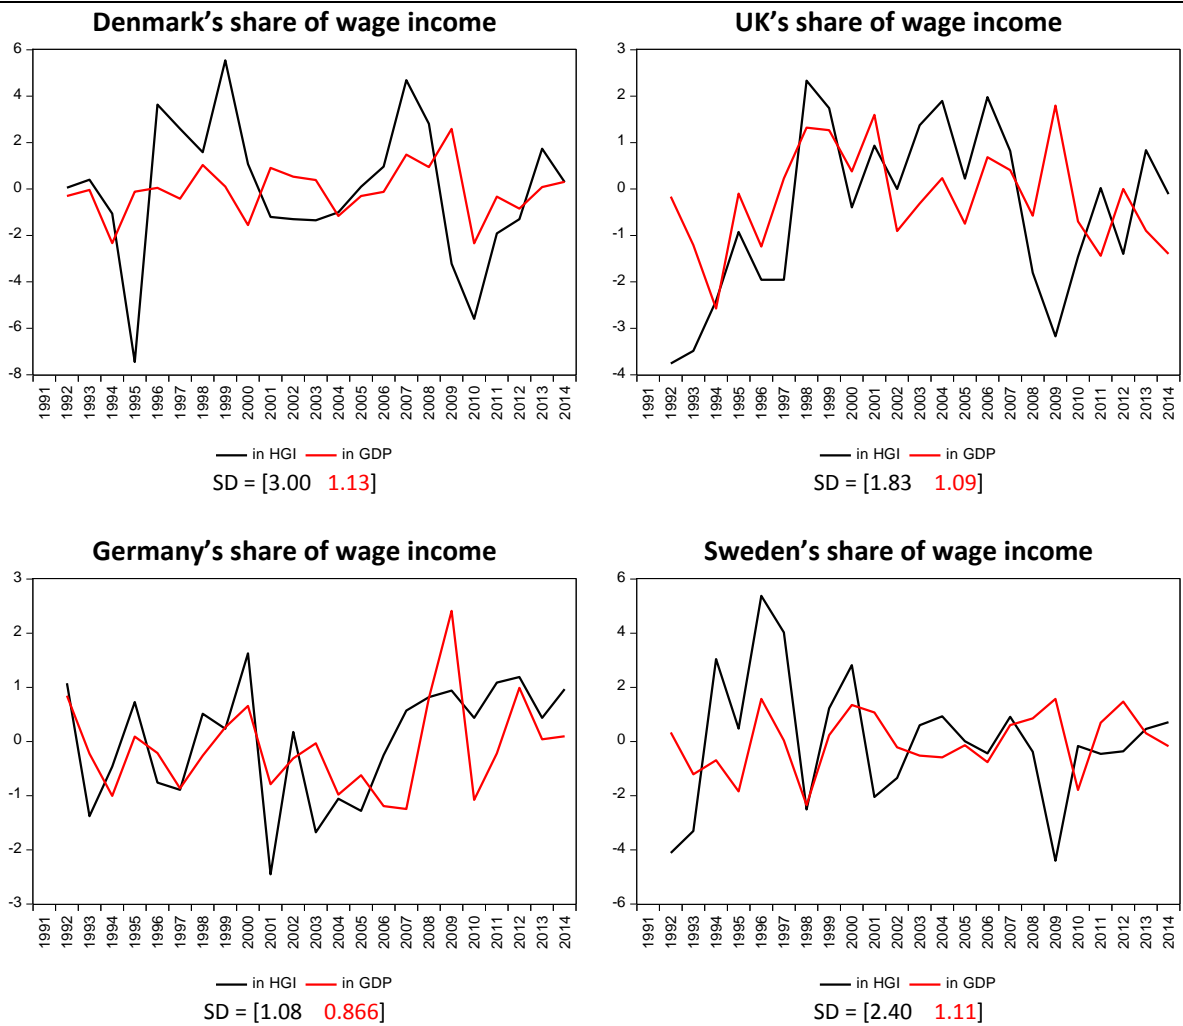 Denmark's share of wage income
6
4
2
0
-2
-4
-6
-8
1991 1992 1993 1994 1995 1996 1997 1998 1999 2000 2001 2002 2003 2004 2005 2006 2007 2008 2009 2010 2011 2012 2013 2014
in HGI in GDP
SD = [3.00 1.13]
UK's share of wage income
3
2
1
0
-1
-2
-3
-4
1991 1992 1993 1994 1995 1996 1997 1998 1999 2000 2001 2002 2003 2004 2005 2006 2007 2008 2009 2010 2011 2012 2013 2014
in HGI in GDP
SD = [1.83 1.09]
Germany's share of wage income
3
2
1
0
-1
-2
-3
1991 1992 1993 1994 1995 1996 1997 1998 1999 2000 2001 2002 2003 2004 2005 2006 2007 2008 2009 2010 2011 2012 2013 2014
in HGI in GDP
SD = [1.08 0.866]
Sweden's share of wage income
6
4
2
0
-2
-4
-6
1991 1992 1993 1994 1995 1996 1997 1998 1999 2000 2001 2002 2003 2004 2005 2006 2007 2008 2009 2010 2011 2012 2013 2014
in HGI in GDP
SD = [2.40 1.11]